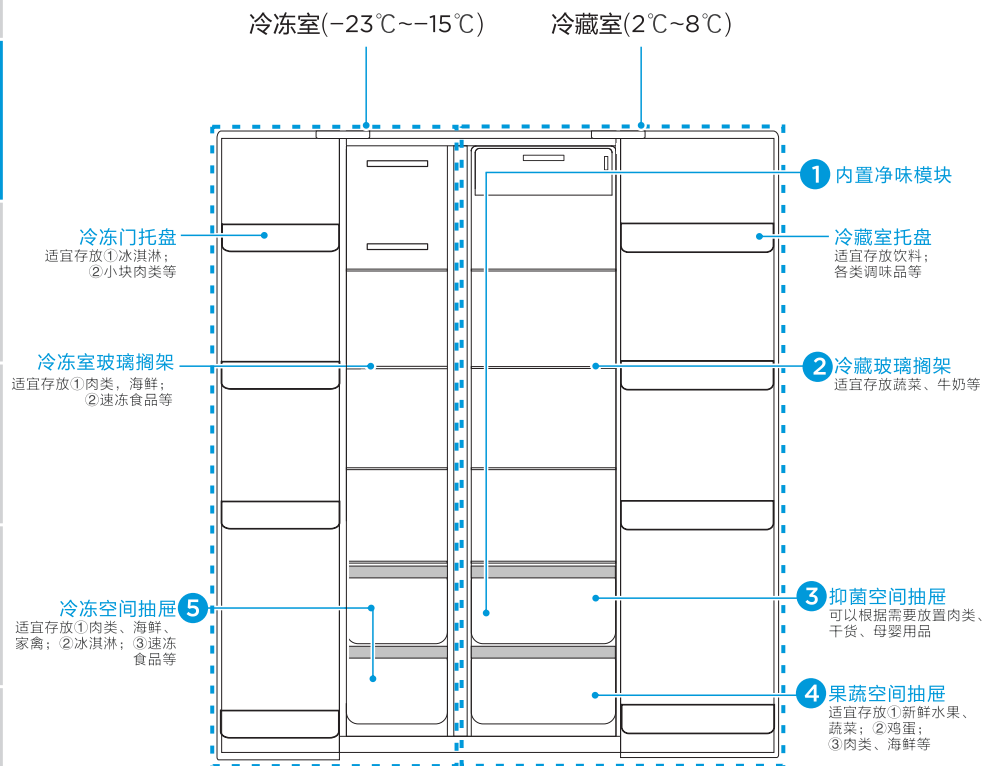 冷冻室(-23℃~-15℃)
冷藏室(2℃~8℃)
1 内置净味模块
冷冻门托盘
适宜存放①冰淇淋；
②小块肉类等
冷藏室托盘
适宜存放饮料；
各类调味品等
冷冻室玻璃搁架
适宜存放①肉类，海鲜；
②速冻食品等
2 冷藏玻璃搁架
适宜存放蔬菜、牛奶等
冷冻空间抽屉 5
适宜存放①肉类、海鲜、
家禽；②冰淇淋；③速冻
食品等
3 抑菌空间抽屉
可以根据需要放置肉类、
干货、母婴用品
4 果蔬空间抽屉
适宜存放①新鲜水果、
蔬菜；②鸡蛋；
③肉类、海鲜等